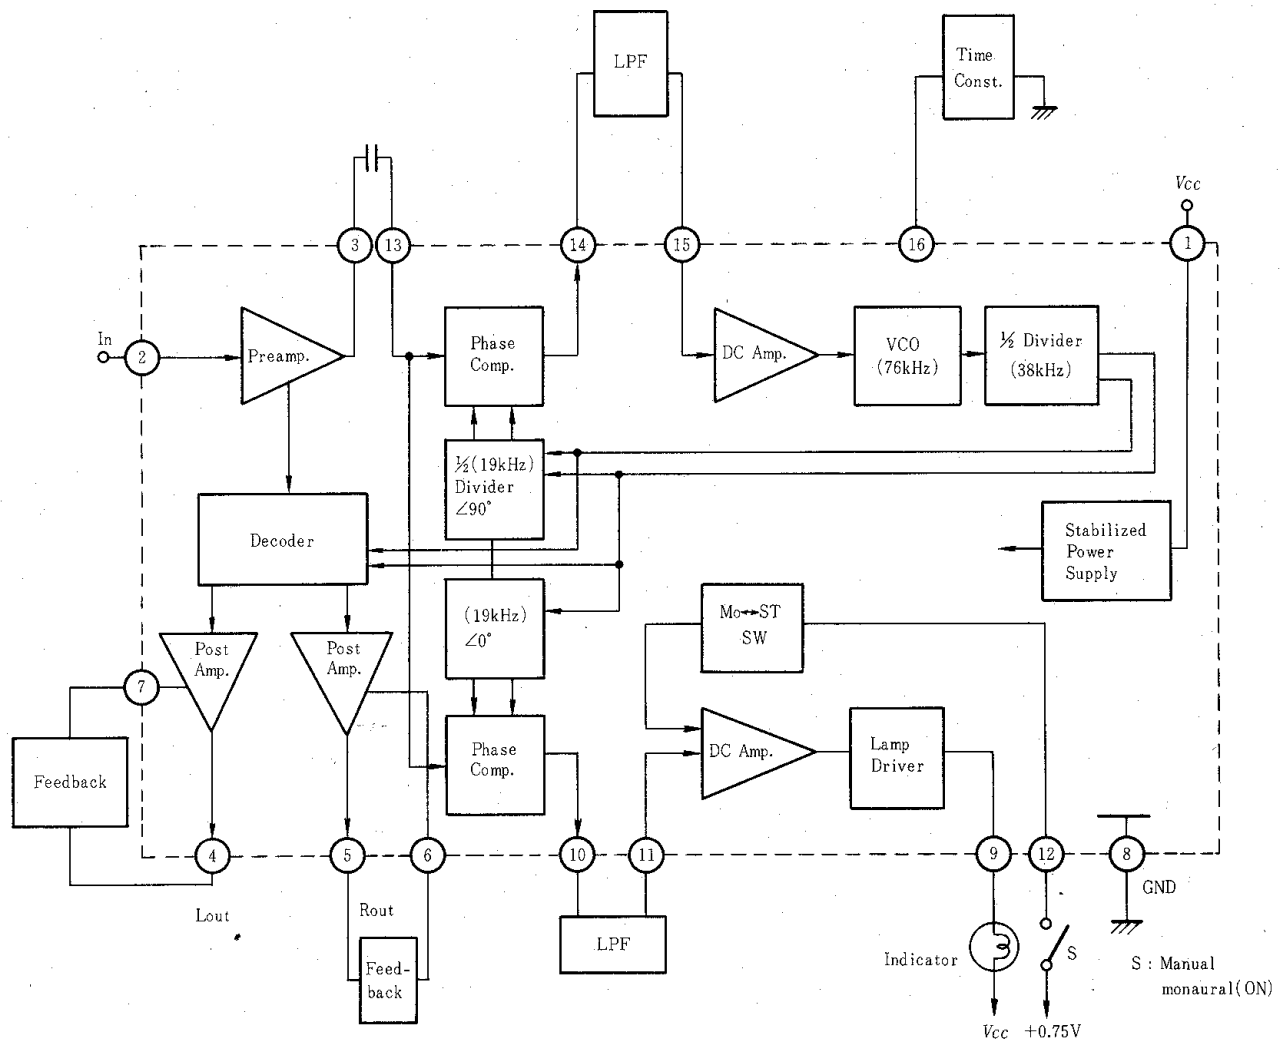 LPF
Time
Const.
Vcc
3
13
14
15
16
1
In
2
Preamp.
Phase
Comp.
DC Amp.
VCO
(76kHz)
½ Divider
(38kHz)
½(19kHz)
Divider
∠90°
Decoder
Stabilized
Power
Supply
(19kHz)
∠0°
Mo↔ST
SW
Post
Amp.
Post
Amp.
7
Feedback
Phase
Comp.
DC Amp.
Lamp
Driver
4
5
6
10
11
9
12
8
GND
Lout
Rout
LPF
Feed-
back
Indicator
S
S : Manual
monaural(ON)
Vcc
+0.75V